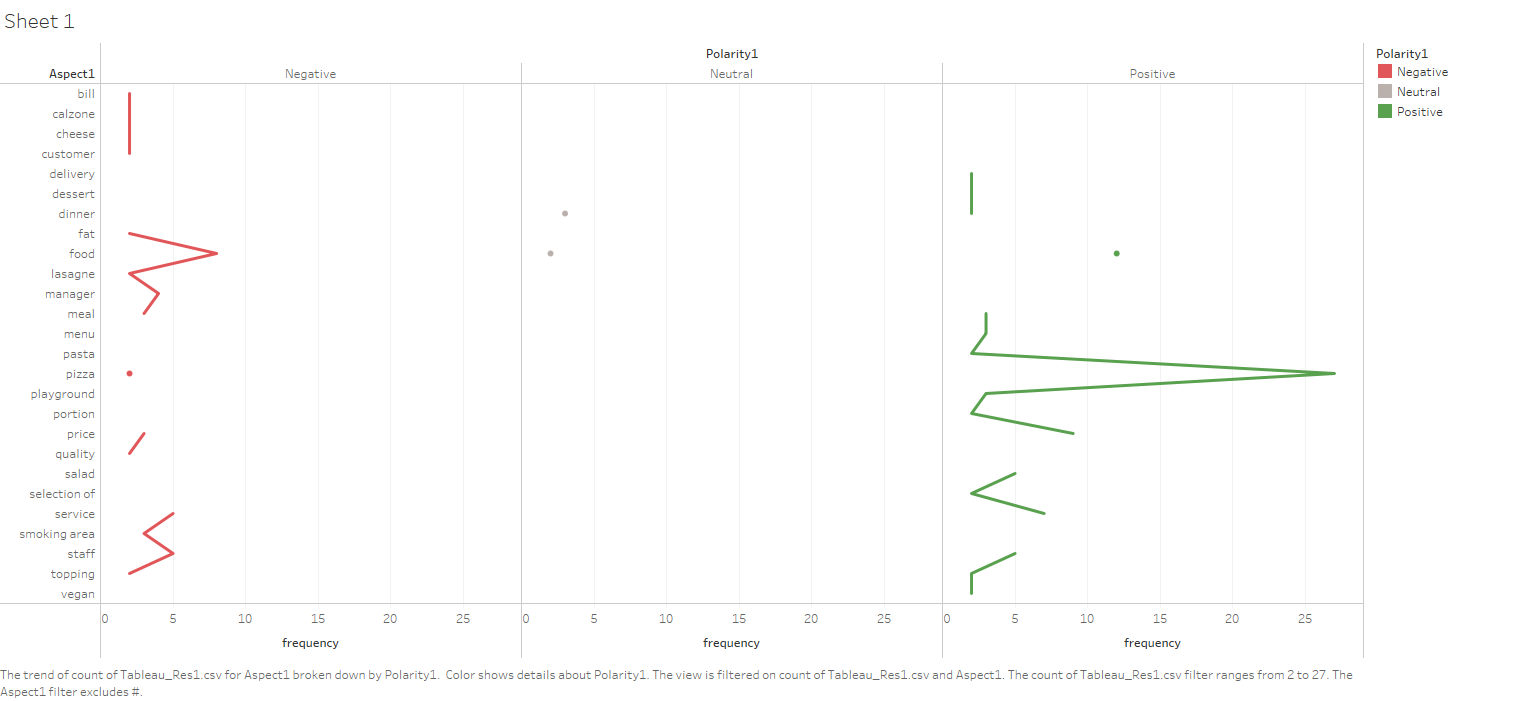 Sheet 1
Polarity1
Aspect1 Negative Neutral Positive
bill
calzone
cheese
customer
delivery
dessert
dinner
fat
food
lasagne
manager
meal
menu
pasta
pizza
playground
portion
price
quality
salad
selection of
service
smoking area
staff
topping
vegan
0 5 10 15 20 25 0 5 10 15 20 25 0 5 10 15 20 25
frequency frequency frequency
Polarity1
Negative
Neutral
Positive
The trend of count of Tableau_Res1.csv for Aspect1 broken down by Polarity1.  Color shows details about Polarity1. The view is filtered on count of Tableau_Res1.csv and Aspect1. The count of Tableau_Res1.csv filter ranges from 2 to 27. The
Aspect1 filter excludes #.